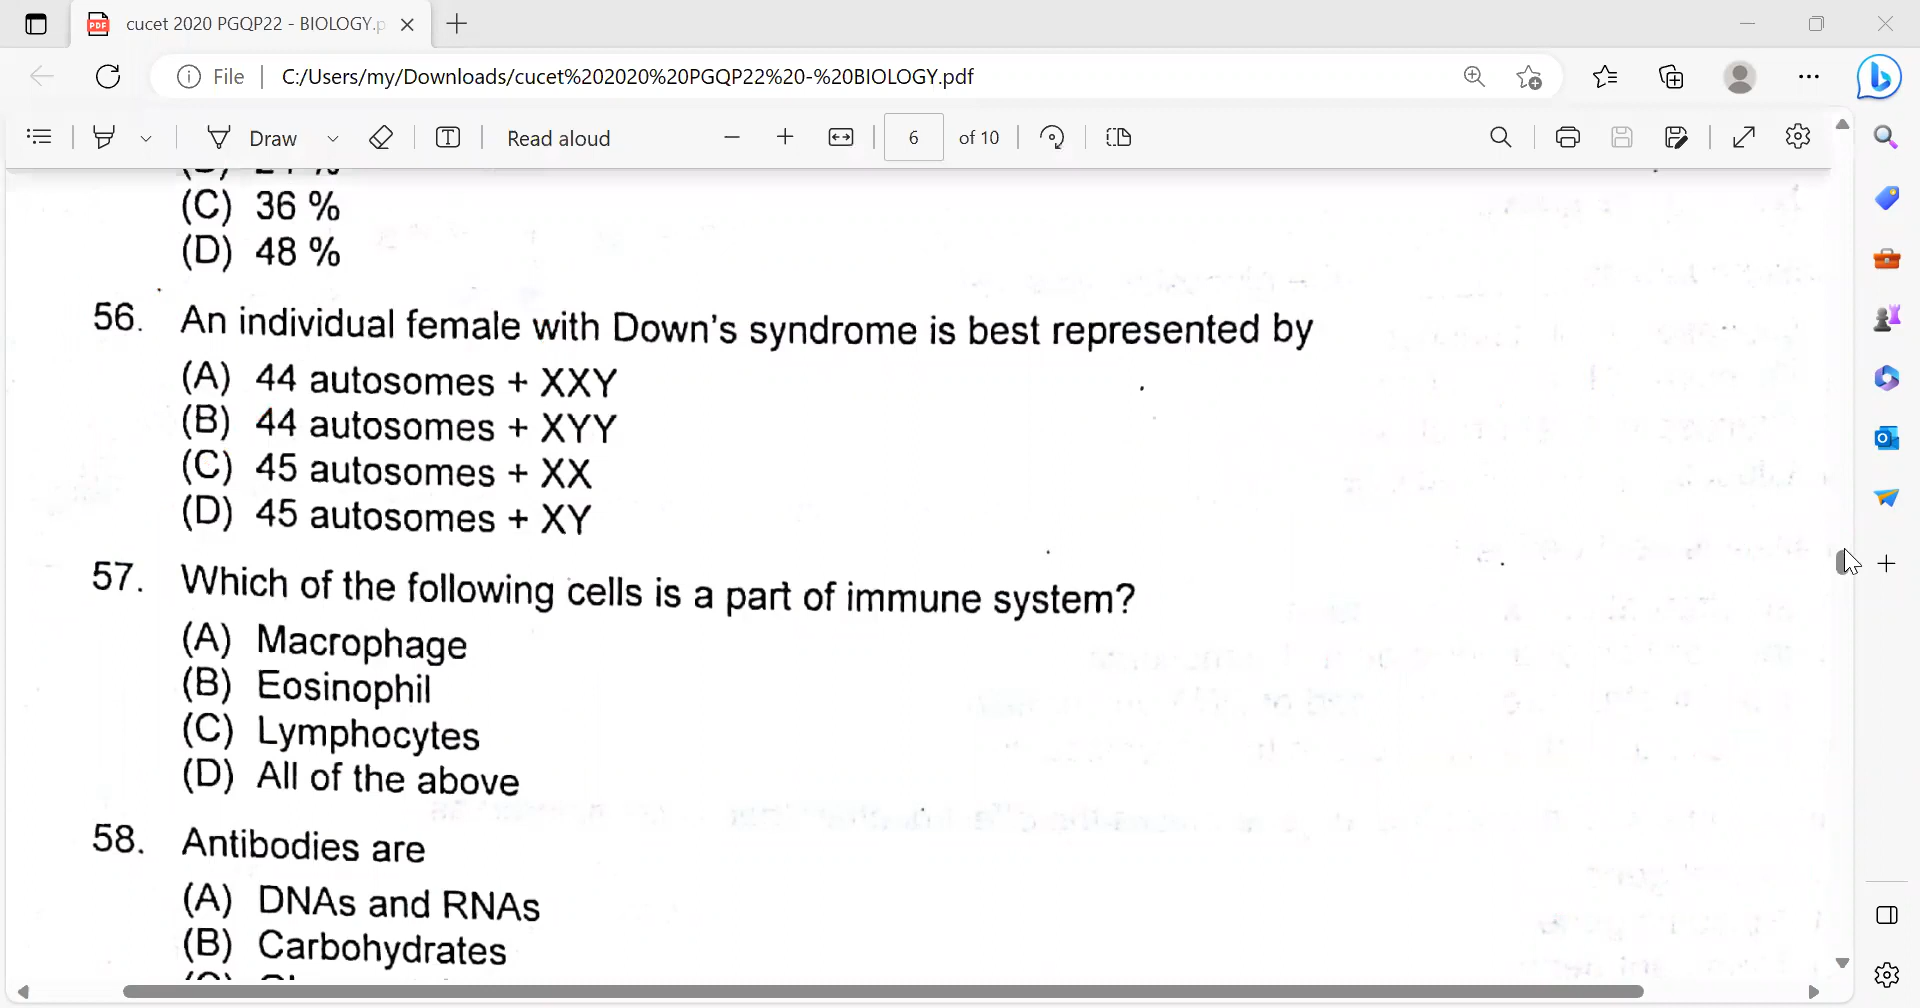 cucet 2020 PGQP22 - BIOLOGY.p
File
C:/Users/my/Downloads/cucet%202020%20PGQP22%20-%20BIOLOGY.pdf
Draw
Read aloud
6 of 10
(C) 36 %
(D) 48 %
56. An individual female with Down's syndrome is best represented by
(A) 44 autosomes + XXY
(B) 44 autosomes + XYY
(C) 45 autosomes + XX
(D) 45 autosomes + XY
57. Which of the following cells is a part of immune system?
(A) Macrophage
(B) Eosinophil
(C) Lymphocytes
(D) All of the above
58. Antibodies are
(A) DNAs and RNAs
(B) Carbohydrates